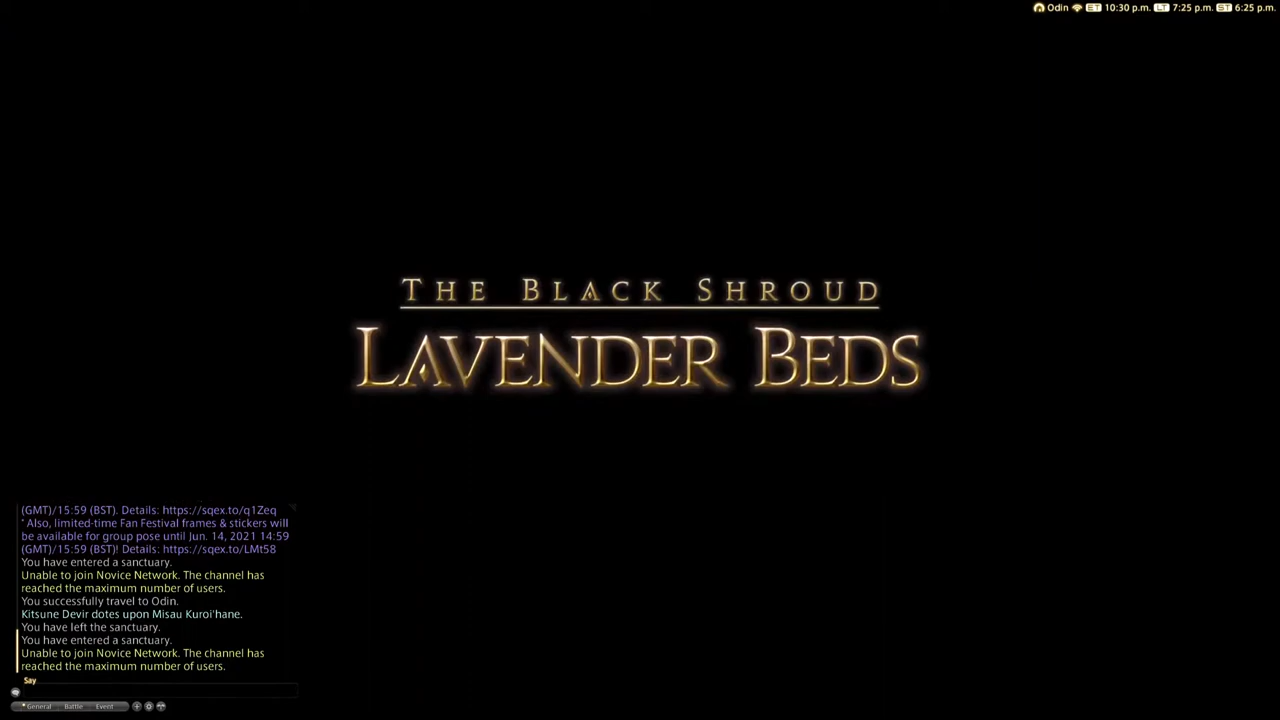 Odin ET 10:30 p.m. LT 7:25 p.m. ST 6:25 p.m.
THE BLACK SHROUD
LAVENDER BEDS
(GMT)/15:59 (BST). Details: https://sqex.to/q1Zeq
* Also, limited-time Fan Festival frames & stickers will
be available for group pose until Jun. 14, 2021 14:59
(GMT)/15:59 (BST)! Details: https://sqex.to/LMt58
You have entered a sanctuary.
Unable to join Novice Network. The channel has
reached the maximum number of users.
You successfully travel to Odin.
Kitsune Devir dotes upon Misau Kuroi'hane.
You have left the sanctuary.
You have entered a sanctuary.
Unable to join Novice Network. The channel has
reached the maximum number of users.
Say
General Battle Event